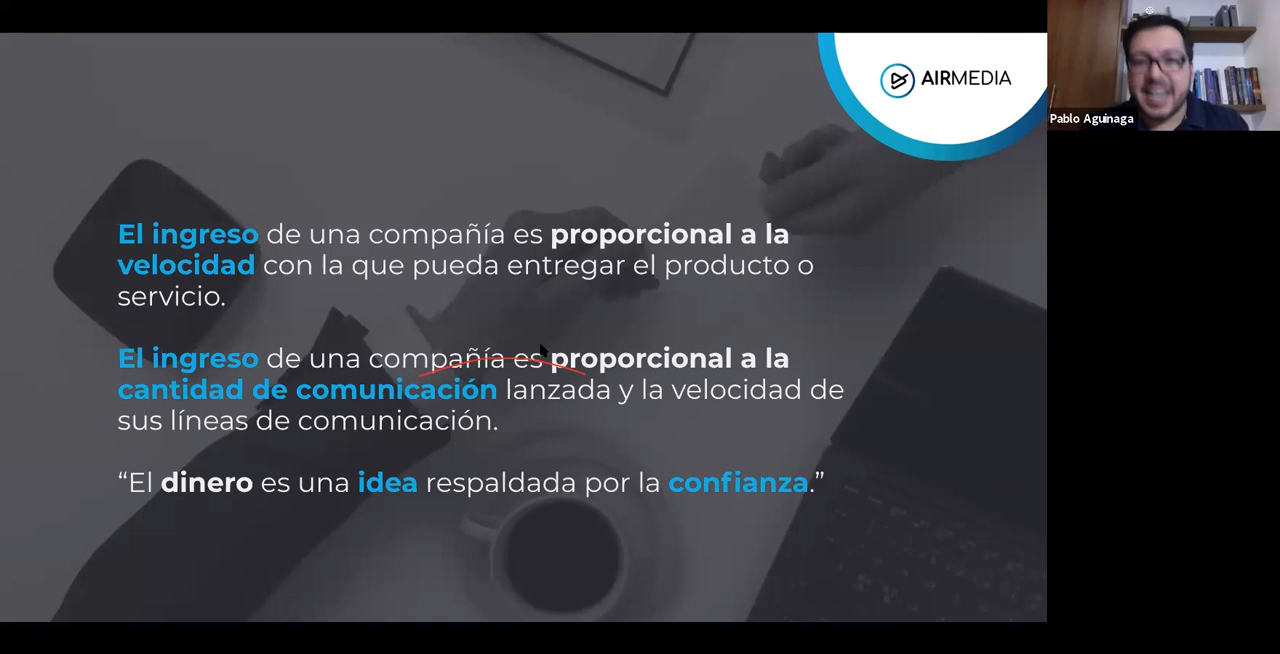 AIRMEDIA
Pablo Aguinaga
El ingreso de una compañía es proporcional a la
velocidad con la que pueda entregar el producto o
servicio.
El ingreso de una compañía es proporcional a la
cantidad de comunicación lanzada y la velocidad de
sus líneas de comunicación.
“El dinero es una idea respaldada por la confianza.”